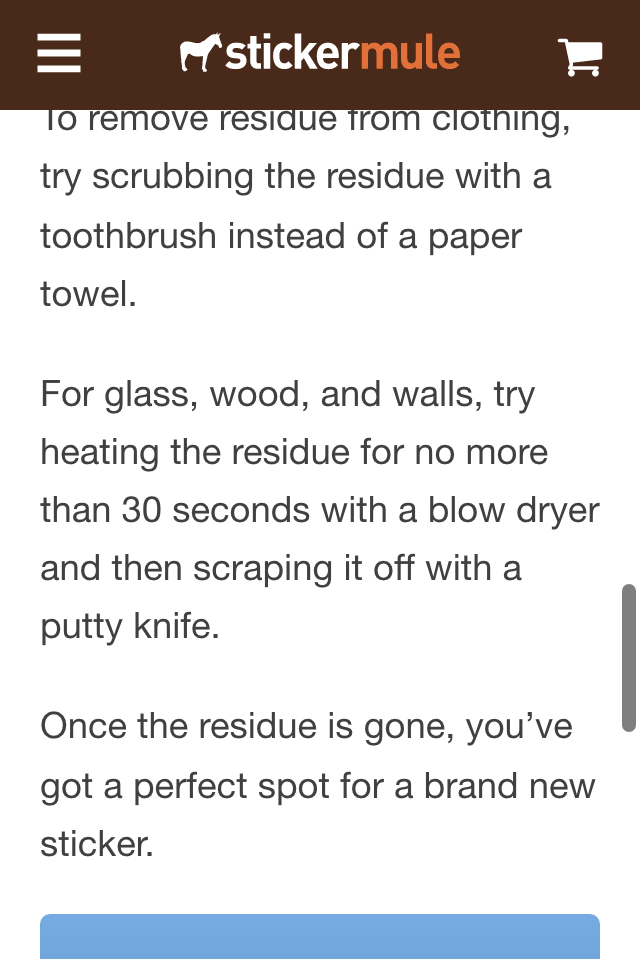 stickermule
To remove residue from clothing,
try scrubbing the residue with a
toothbrush instead of a paper
towel.
For glass, wood, and walls, try
heating the residue for no more
than 30 seconds with a blow dryer
and then scraping it off with a
putty knife.
Once the residue is gone, you’ve
got a perfect spot for a brand new
sticker.